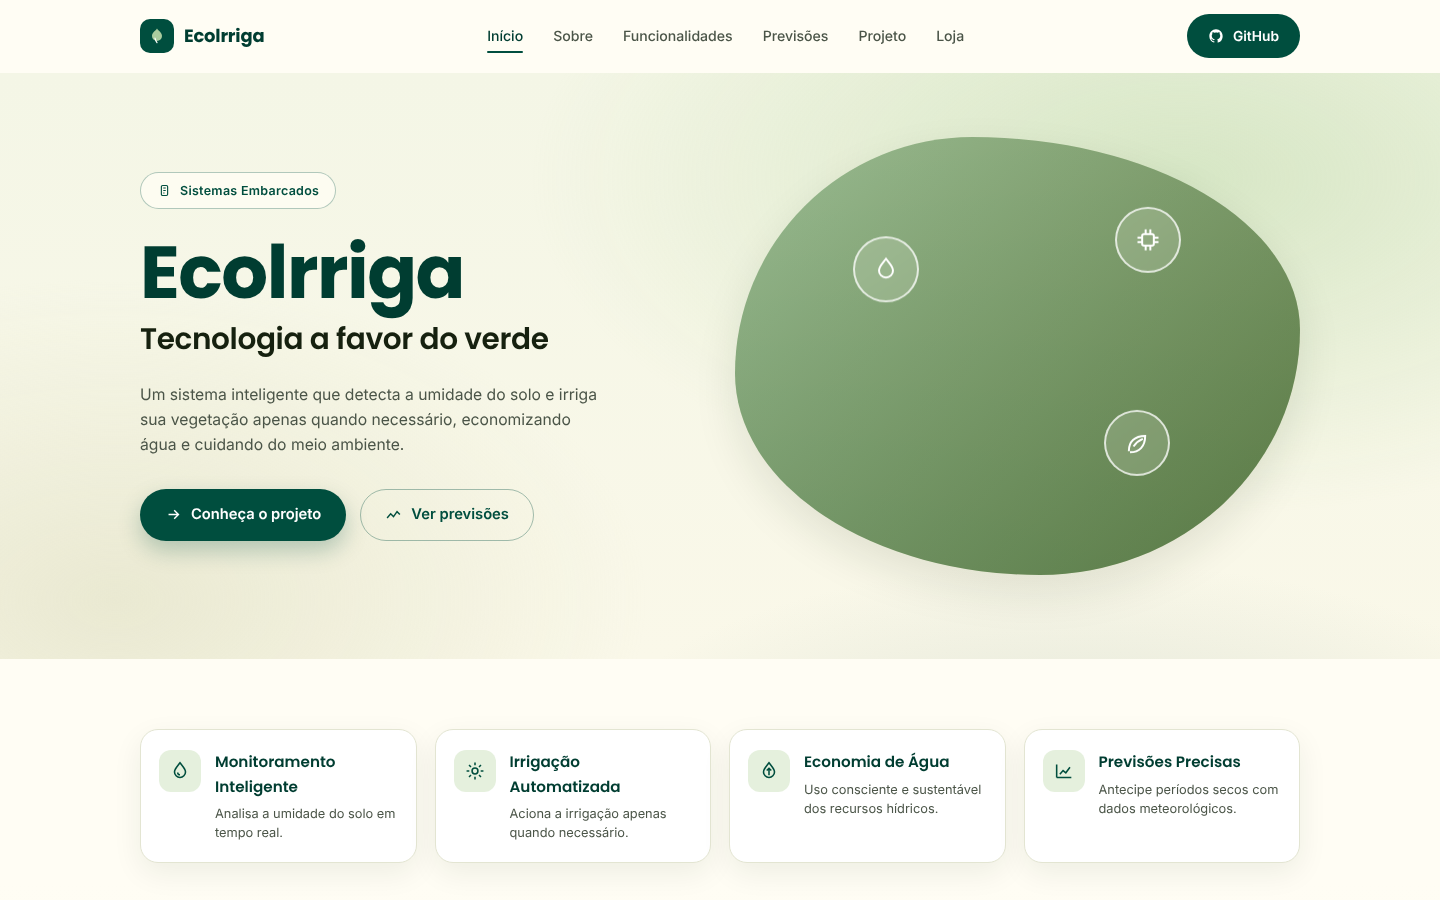 EcoIrriga
Início
Sobre
Funcionalidades
Previsões
Projeto
Loja
GitHub
Sistemas Embarcados
EcoIrriga
Tecnologia a favor do verde
Um sistema inteligente que detecta a umidade do solo e irriga
sua vegetação apenas quando necessário, economizando
água e cuidando do meio ambiente.
Conheça o projeto
Ver previsões
Monitoramento
Inteligente
Analisa a umidade do solo em
tempo real.
Irrigação
Automatizada
Aciona a irrigação apenas
quando necessário.
Economia de Água
Uso consciente e sustentável
dos recursos hídricos.
Previsões Precisas
Antecipe períodos secos com
dados meteorológicos.